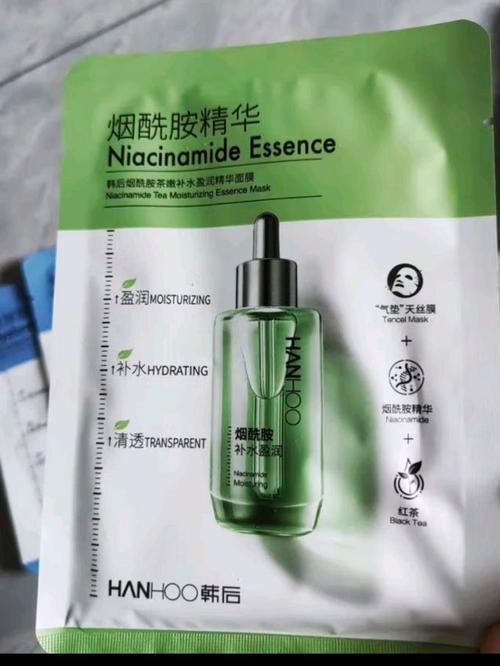 烟酰胺精华
Niacinamide Essence
韩后烟酰胺茶嫩补水盈润精华面膜
Niacinamide Tea Moisturizing Essence Mask
↑盈润MOISTURIZING
↑补水HYDRATING
↑清透TRANSPARENT
HANHOO
烟酰胺
补水盈润
Niacinamide
Moisturing
"气垫"天丝膜
Tencel Mask
+
烟酰胺精华
Niacinamide
+
红茶
Black Tea
HANHOO韩后